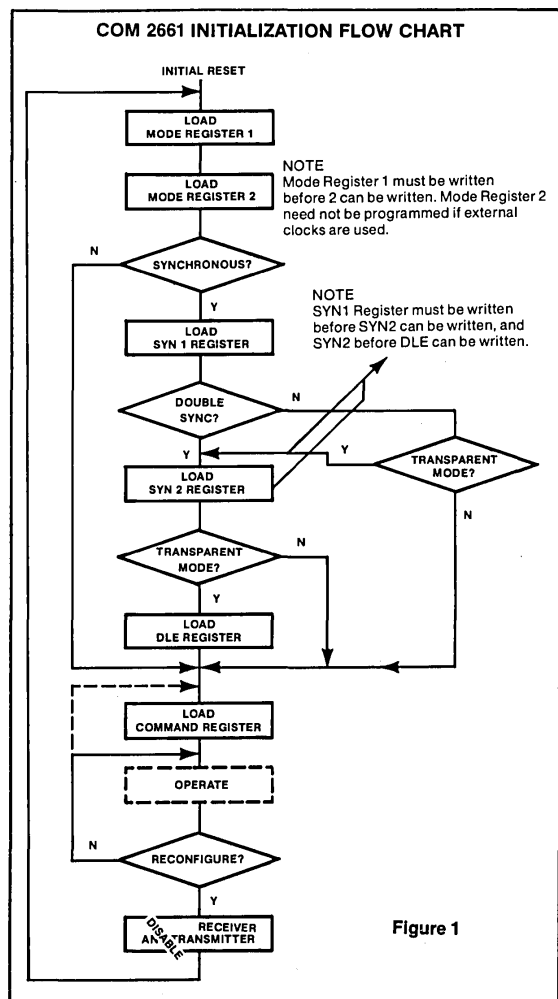 COM 2661 INITIALIZATION FLOW CHART
INITIAL RESET
LOAD
MODE REGISTER 1
LOAD
MODE REGISTER 2
NOTE
Mode Register 1 must be written
before 2 can be written. Mode Register 2
need not be programmed if external
clocks are used.
N
SYNCHRONOUS?
Y
NOTE
SYN1 Register must be written
before SYN2 can be written, and
SYN2 before DLE can be written.
LOAD
SYN 1 REGISTER
DOUBLE
SYNC?
N
Y
Y
TRANSPARENT
MODE?
LOAD
SYN 2 REGISTER
N
TRANSPARENT
MODE?
N
Y
LOAD
DLE REGISTER
LOAD
COMMAND REGISTER
OPERATE
N
RECONFIGURE?
Y
DISABLE
RECEIVER
AND TRANSMITTER
Figure 1